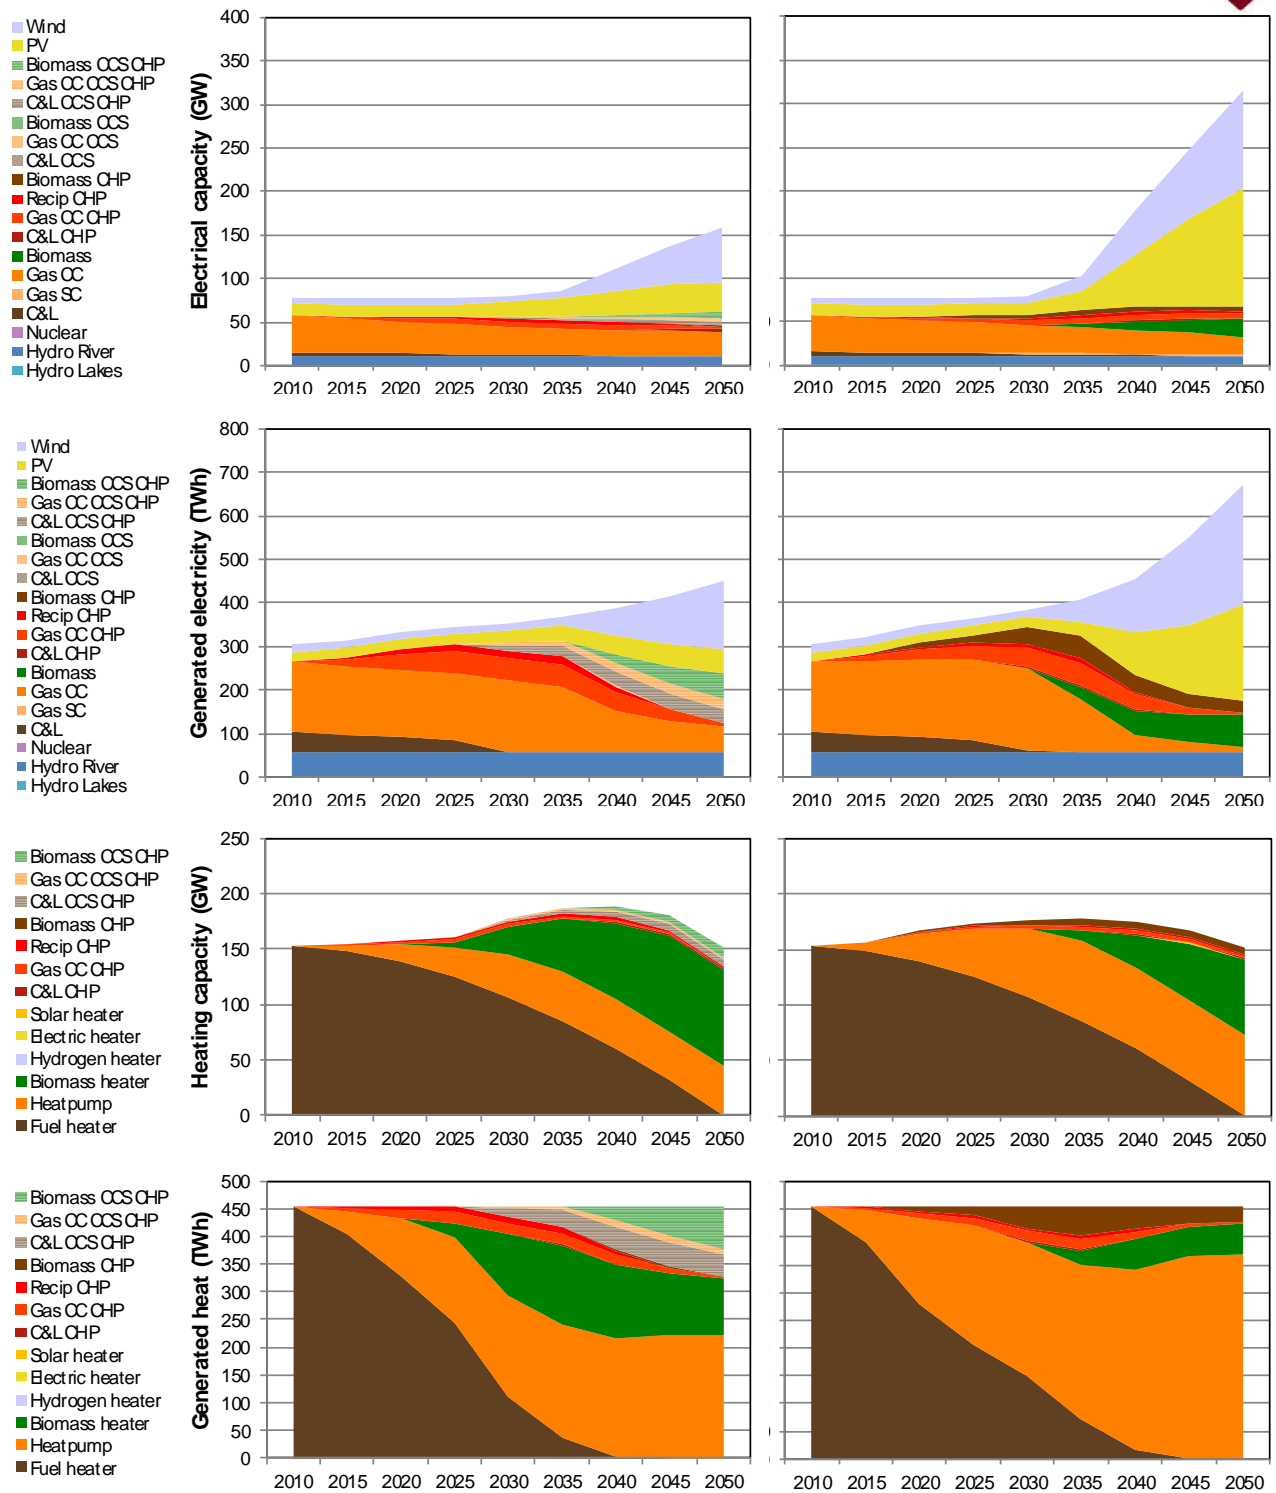 Wind
PV
Biomass CCS CHP
Gas CC CCS CHP
C&L CCS CHP
Biomass CCS
Gas CC CCS
C&L CCS
Biomass CHP
Recip CHP
Gas CC CHP
C&L CHP
Biomass
Gas CC
Gas SC
C&L
Nuclear
Hydro River
Hydro Lakes
Electrical capacity (GW)
400
350
300
250
200
150
100
50
0
2010 2015 2020 2025 2030 2035 2040 2045 2050
2010 2015 2020 2025 2030 2035 2040 2045 2050
Wind
PV
Biomass CCS CHP
Gas CC CCS CHP
C&L CCS CHP
Biomass CCS
Gas CC CCS
C&L CCS
Biomass CHP
Recip CHP
Gas CC CHP
C&L CHP
Biomass
Gas CC
Gas SC
C&L
Nuclear
Hydro River
Hydro Lakes
Generated electricity (TWh)
800
700
600
500
400
300
200
100
0
2010 2015 2020 2025 2030 2035 2040 2045 2050
2010 2015 2020 2025 2030 2035 2040 2045 2050
Biomass CCS CHP
Gas CC CCS CHP
C&L CCS CHP
Biomass CHP
Recip CHP
Gas CC CHP
C&L CHP
Solar heater
Electric heater
Hydrogen heater
Biomass heater
Heat pump
Fuel heater
Heating capacity (GW)
250
200
150
100
50
0
2010 2015 2020 2025 2030 2035 2040 2045 2050
2010 2015 2020 2025 2030 2035 2040 2045 2050
Biomass CCS CHP
Gas CC CCS CHP
C&L CCS CHP
Biomass CHP
Recip CHP
Gas CC CHP
C&L CHP
Solar heater
Electric heater
Hydrogen heater
Biomass heater
Heat pump
Fuel heater
Generated heat (TWh)
500
450
400
350
300
250
200
150
100
50
0
2010 2015 2020 2025 2030 2035 2040 2045 2050
2010 2015 2020 2025 2030 2035 2040 2045 2050